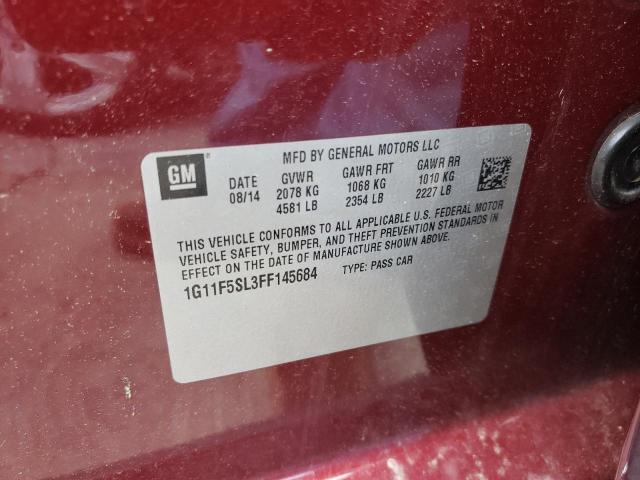 GM
MFD BY GENERAL MOTORS LLC
DATE GVWR GAWR FRT GAWR RR
08/14 2078 KG 1068 KG 1010 KG
4581 LB 2354 LB 2227 LB
THIS VEHICLE CONFORMS TO ALL APPLICABLE U.S. FEDERAL MOTOR
VEHICLE SAFETY, BUMPER, AND THEFT PREVENTION STANDARDS IN
EFFECT ON THE DATE OF MANUFACTURE SHOWN ABOVE.
1G11F5SL3FF145684 TYPE: PASS CAR